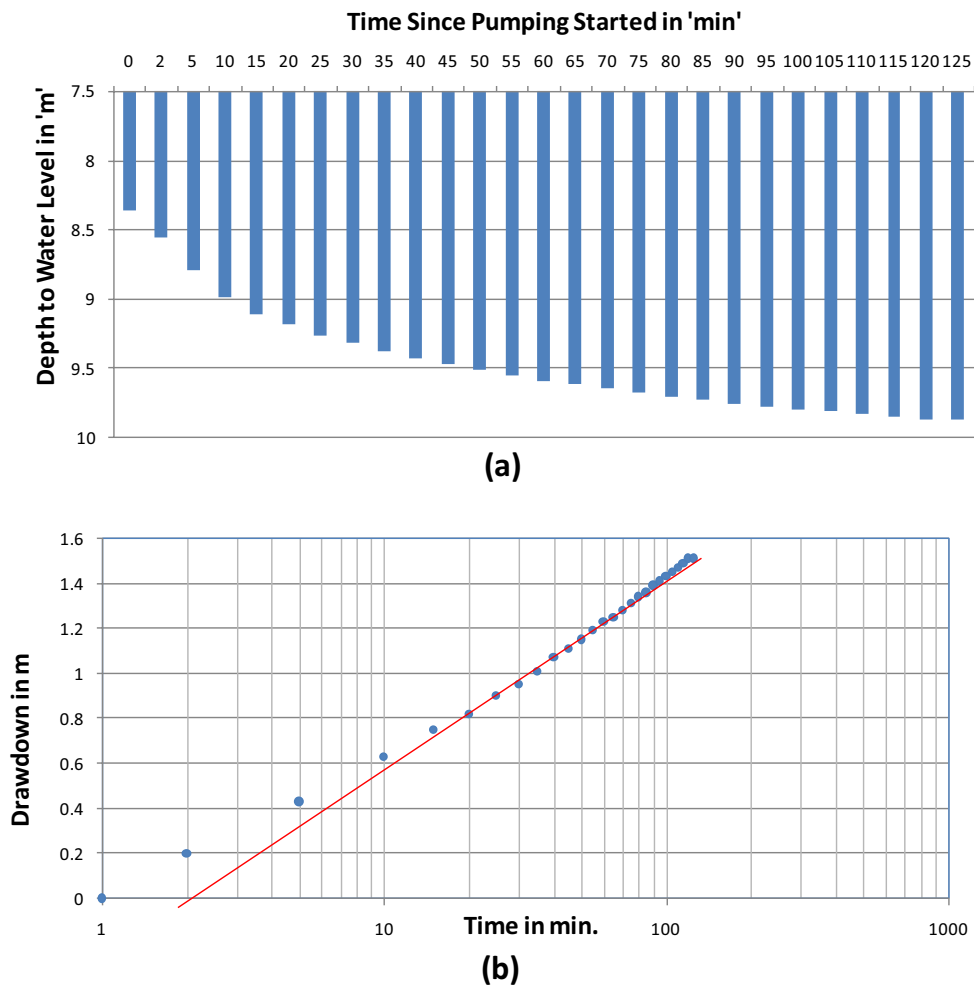 Time Since Pumping Started in 'min'
0 2 5 10 15 20 25 30 35 40 45 50 55 60 65 70 75 80 85 90 95 100 105 110 115 120 125
Depth to Water Level in 'm'
7.5
8
8.5
9
9.5
10
(a)
Drawdown in m
1.6
1.4
1.2
1
0.8
0.6
0.4
0.2
0
1 10 100 1000
Time in min.
(b)